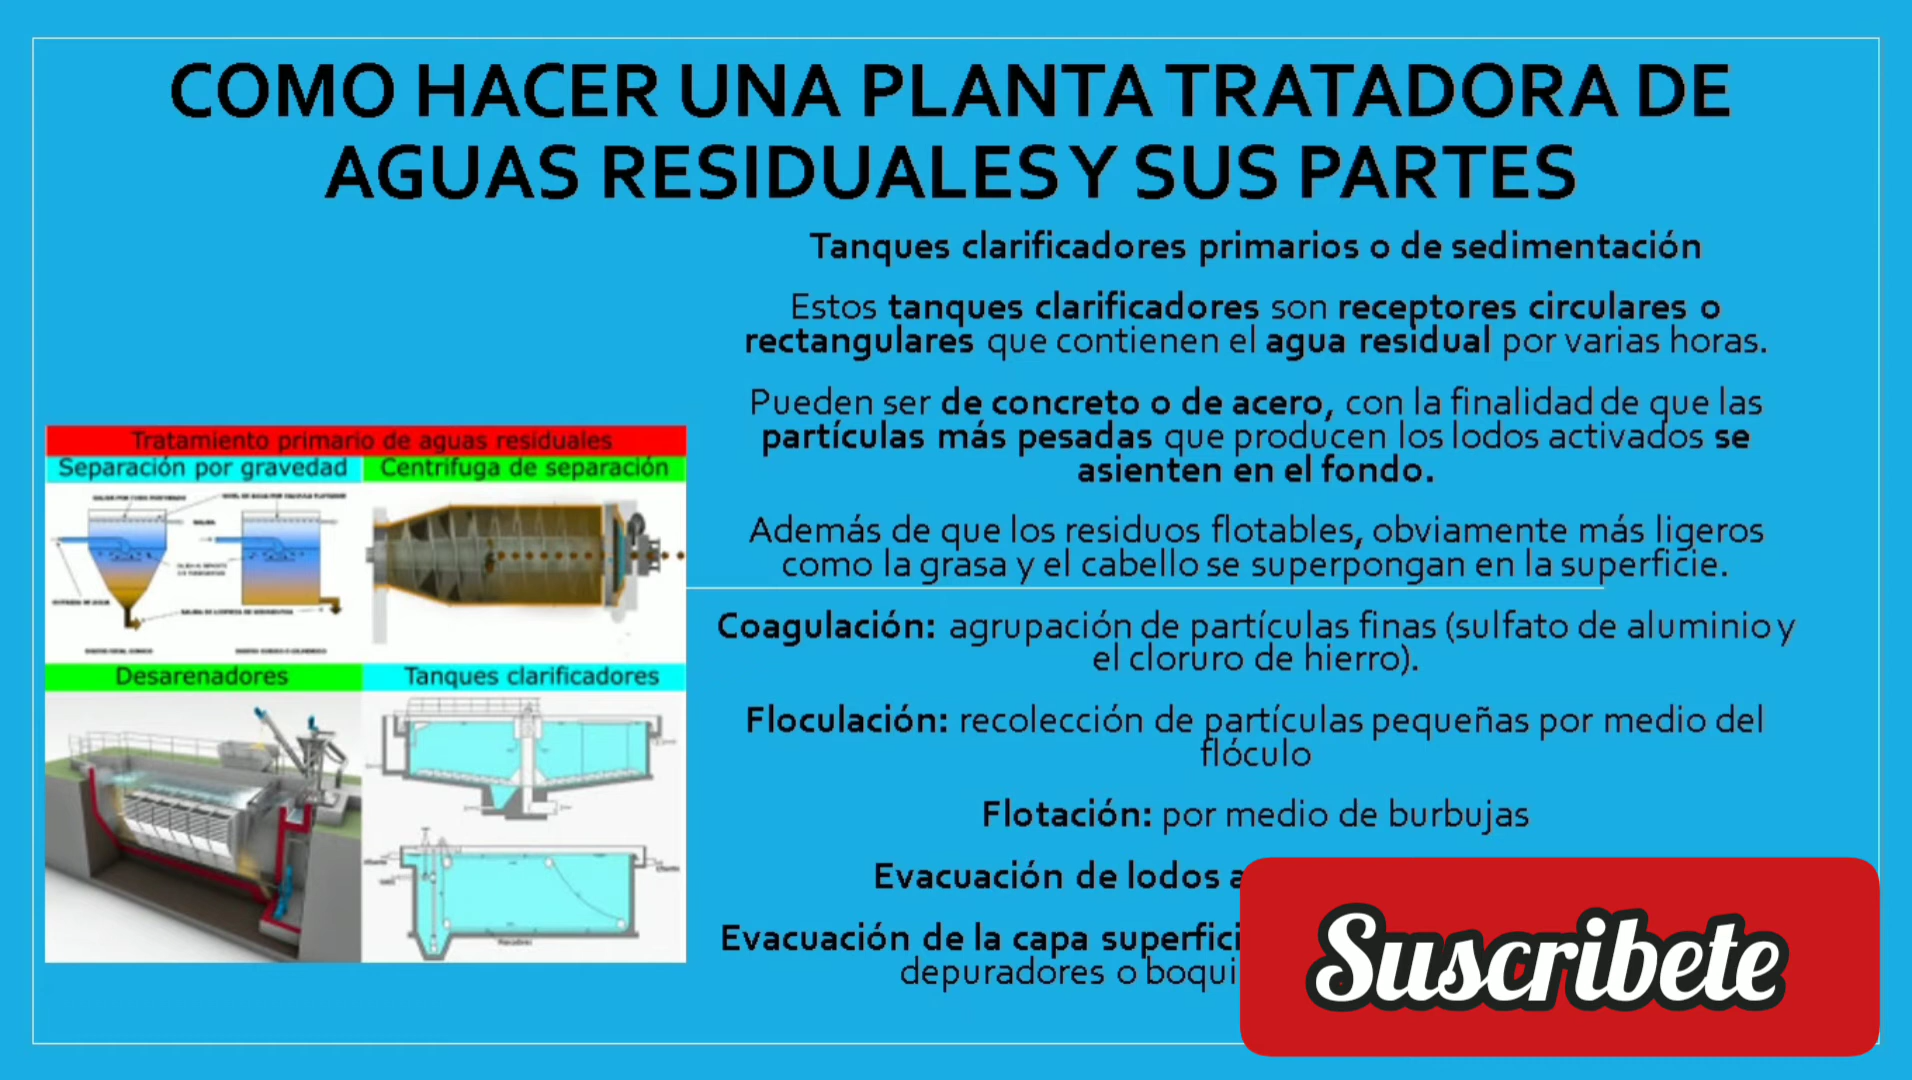 COMO HACER UNA PLANTA TRATADORA DE
AGUAS RESIDUALES Y SUS PARTES
Tanques clarificadores primarios o de sedimentación
Estos tanques clarificadores son receptores circulares o
rectangulares que contienen el agua residual por varias horas.
Pueden ser de concreto o de acero, con la finalidad de que las
partículas más pesadas que producen los lodos activados se
asienten en el fondo.
Además de que los residuos flotables, obviamente más ligeros
como la grasa y el cabello se superpongan en la superficie.
Coagulación: agrupación de partículas finas (sulfato de aluminio y
el cloruro de hierro).
Floculación: recolección de partículas pequeñas por medio del
flóculo
Flotación: por medio de burbujas
Evacuación de lodos
Evacuación de la capa
depuradores o
Tratamiento primario de aguas residuales
Separación por gravedad
Centrifuga de separación
Desarenadores
Tanques clarificadores
Suscribete